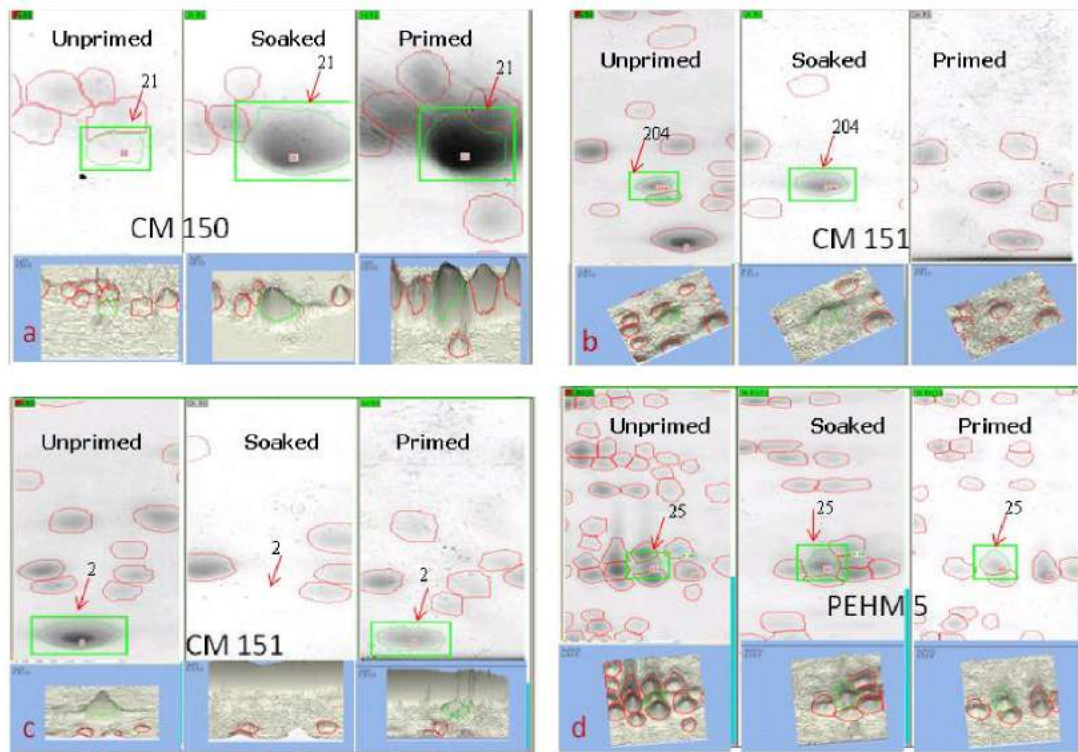 Unprimed Soaked Primed
21 21 21
CM 150
a
Unprimed Soaked Primed
204 204
CM 151
b
Unprimed Soaked Primed
2 2 2
CM 151
c
Unprimed Soaked Primed
25 25 25
PEHM 5
d